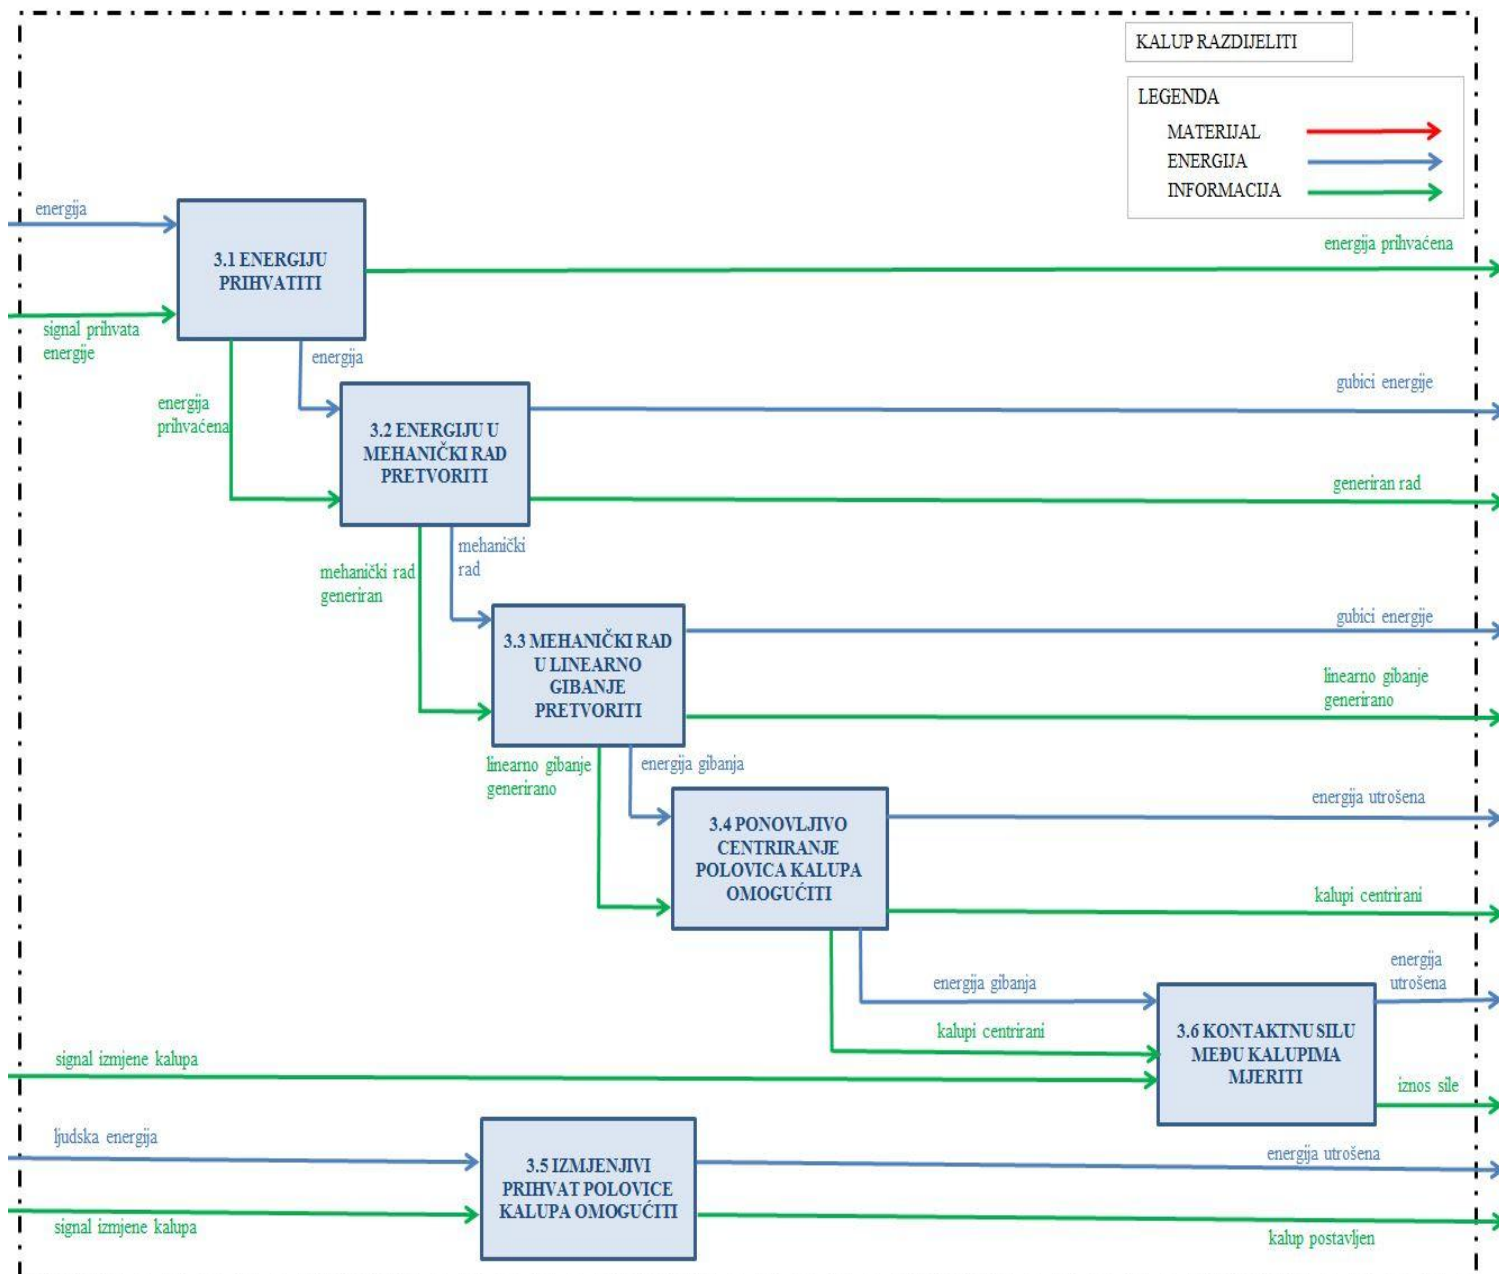 KALUP RAZDIJELITI
LEGENDA
MATERIJAL
ENERGIJA
INFORMACIJA
energija
3.1 ENERGIJU
PRIHVATITI
energija prihvaćena
signal prihvata
energije
energija
energija
prihvaćena
gubici energije
3.2 ENERGIJU U
MEHANIČKI RAD
PRETVORITI
generiran rad
mehanički
rad
mehanički rad
generiran
gubici energije
3.3 MEHANIČKI RAD
U LINEARNO
GIBANJE
PRETVORITI
linearno gibanje
generirano
linearno gibanje
generirano
energija gibanja
energija utrošena
3.4 PONOVLJIVO
CENTRIRANJE
POLOVICA KALUPA
OMOGUĆITI
kalupi centrirani
energija gibanja
energija
utrošena
kalupi centrirani
3.6 KONTAKTNU SILU
MEĐU KALUPIMA
MJERITI
signal izmjene kalupa
iznos sile
ljudska energija
3.5 IZMJENJIVI
PRIHVAT POLOVICE
KALUPA OMOGUĆITI
energija utrošena
signal izmjene kalupa
kalup postavljen